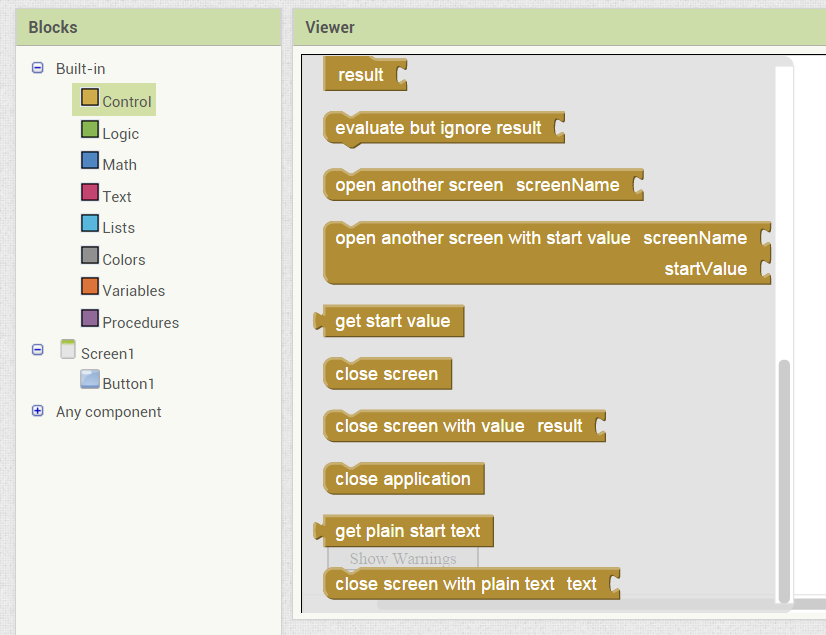 Blocks
Built-in
Control
Logic
Math
Text
Lists
Colors
Variables
Procedures
Screen1
Button1
Any component
Viewer
result
evaluate but ignore result
open another screen screenName
open another screen with start value screenName
startValue
get start value
close screen
close screen with value result
close application
get plain start text
Show Warnings
close screen with plain text text